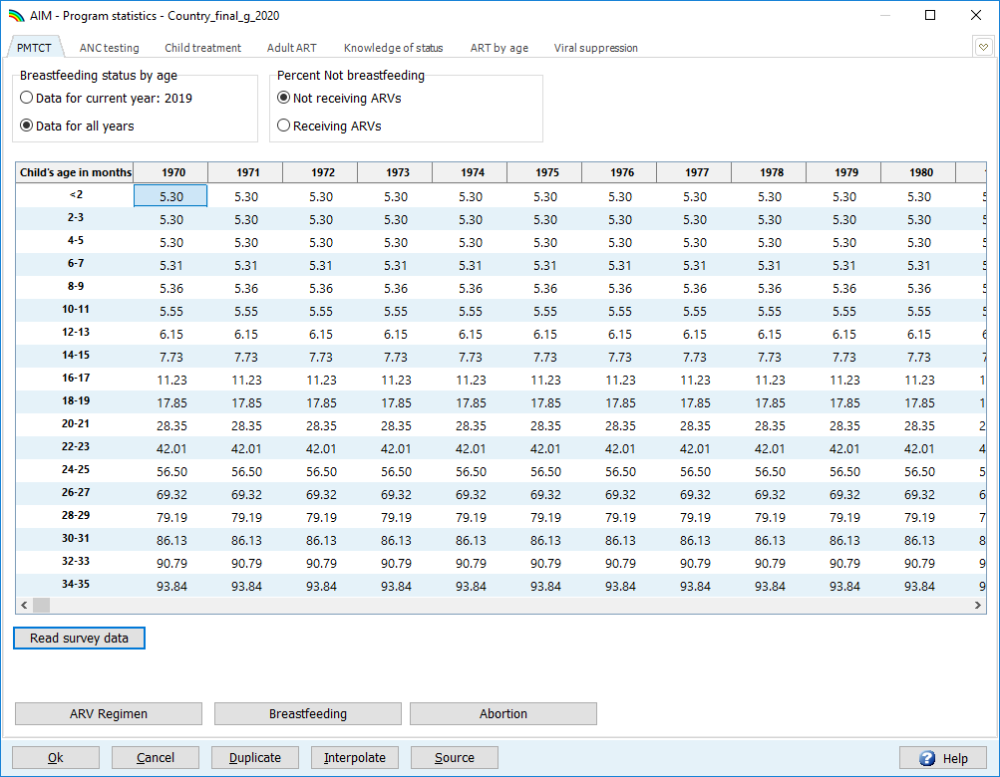 AIM - Program statistics - Country_final_g_2020
PMTCT ANC testing Child treatment Adult ART Knowledge of status ART by age Viral suppression
Breastfeeding status by age Percent Not breastfeeding
Data for current year: 2019 Not receiving ARVs
Data for all years Receiving ARVs
Child's age in months 1970 1971 1972 1973 1974 1975 1976 1977 1978 1979 1980
<2 5.30 5.30 5.30 5.30 5.30 5.30 5.30 5.30 5.30 5.30 5.30
2-3 5.30 5.30 5.30 5.30 5.30 5.30 5.30 5.30 5.30 5.30 5.30
4-5 5.30 5.30 5.30 5.30 5.30 5.30 5.30 5.30 5.30 5.30 5.30
6-7 5.31 5.31 5.31 5.31 5.31 5.31 5.31 5.31 5.31 5.31 5.31
8-9 5.36 5.36 5.36 5.36 5.36 5.36 5.36 5.36 5.36 5.36 5.36
10-11 5.55 5.55 5.55 5.55 5.55 5.55 5.55 5.55 5.55 5.55 5.55
12-13 6.15 6.15 6.15 6.15 6.15 6.15 6.15 6.15 6.15 6.15 6.15
14-15 7.73 7.73 7.73 7.73 7.73 7.73 7.73 7.73 7.73 7.73 7.73
16-17 11.23 11.23 11.23 11.23 11.23 11.23 11.23 11.23 11.23 11.23 11.23
18-19 17.85 17.85 17.85 17.85 17.85 17.85 17.85 17.85 17.85 17.85 17.85
20-21 28.35 28.35 28.35 28.35 28.35 28.35 28.35 28.35 28.35 28.35 28.35
22-23 42.01 42.01 42.01 42.01 42.01 42.01 42.01 42.01 42.01 42.01 42.01
24-25 56.50 56.50 56.50 56.50 56.50 56.50 56.50 56.50 56.50 56.50 56.50
26-27 69.32 69.32 69.32 69.32 69.32 69.32 69.32 69.32 69.32 69.32 69.32
28-29 79.19 79.19 79.19 79.19 79.19 79.19 79.19 79.19 79.19 79.19 79.19
30-31 86.13 86.13 86.13 86.13 86.13 86.13 86.13 86.13 86.13 86.13 86.13
32-33 90.79 90.79 90.79 90.79 90.79 90.79 90.79 90.79 90.79 90.79 90.79
34-35 93.84 93.84 93.84 93.84 93.84 93.84 93.84 93.84 93.84 93.84 93.84
Read survey data
ARV Regimen Breastfeeding Abortion
Ok Cancel Duplicate Interpolate Source Help